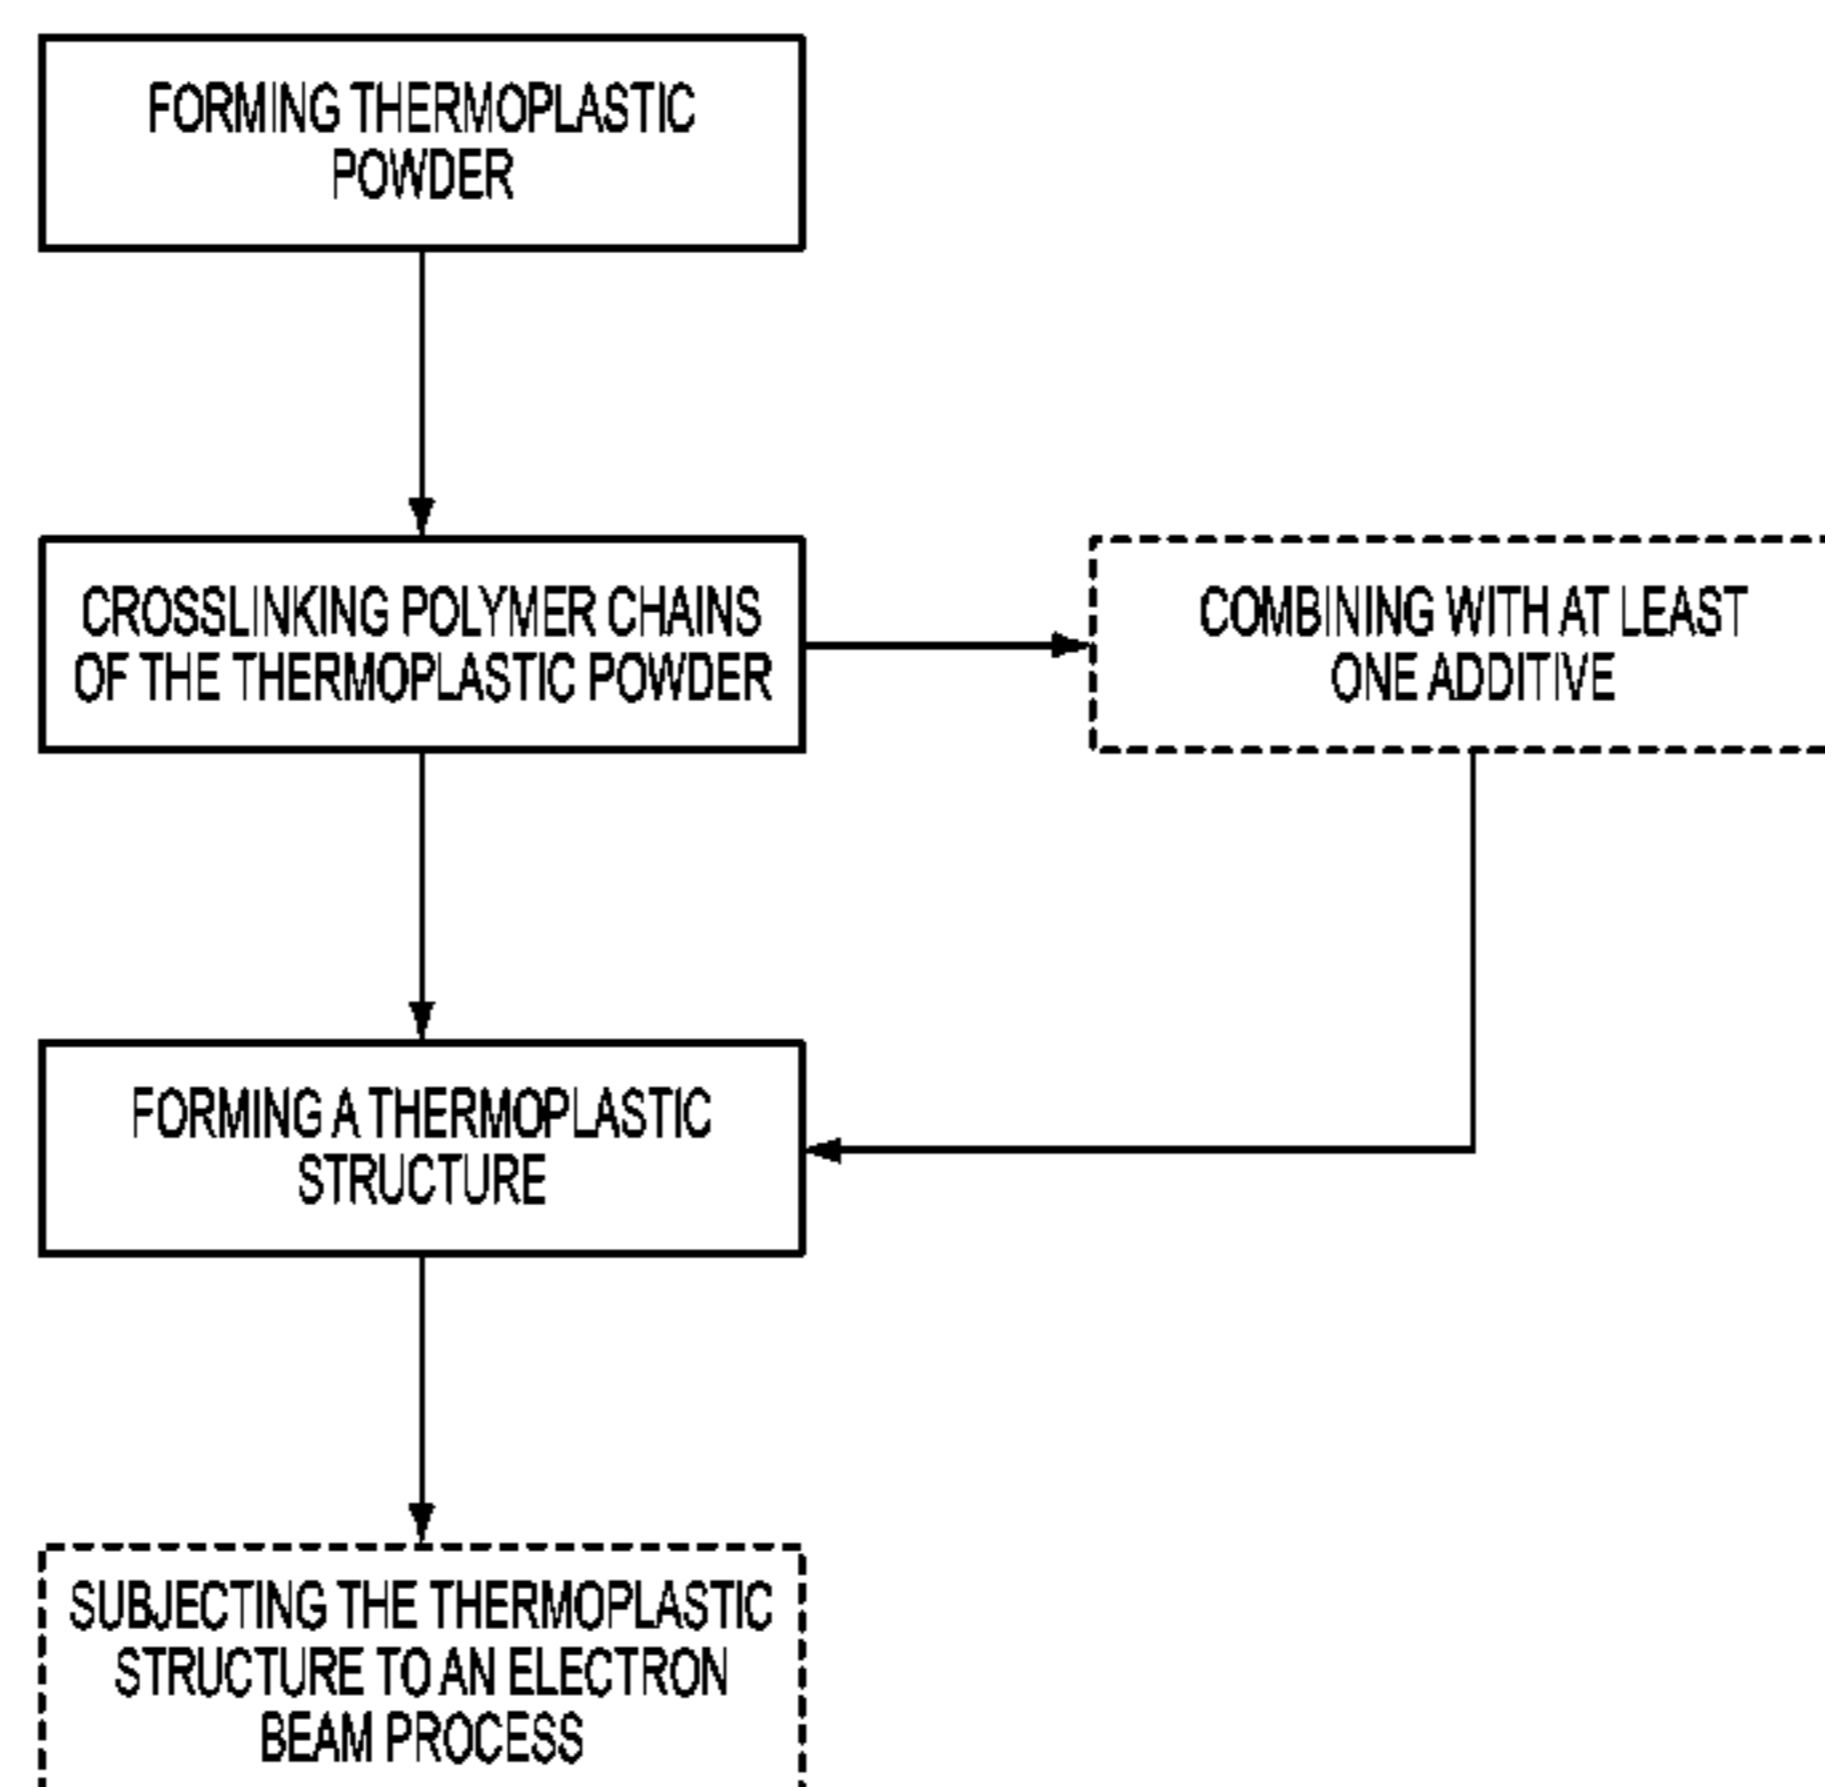 FORMING THERMOPLASTIC
POWDER
CROSSLINKING POLYMER CHAINS
OF THE THERMOPLASTIC POWDER
COMBINING WITH AT LEAST
ONE ADDITIVE
FORMING A THERMOPLASTIC
STRUCTURE
SUBJECTING THE THERMOPLASTIC
STRUCTURE TO AN ELECTRON
BEAM PROCESS